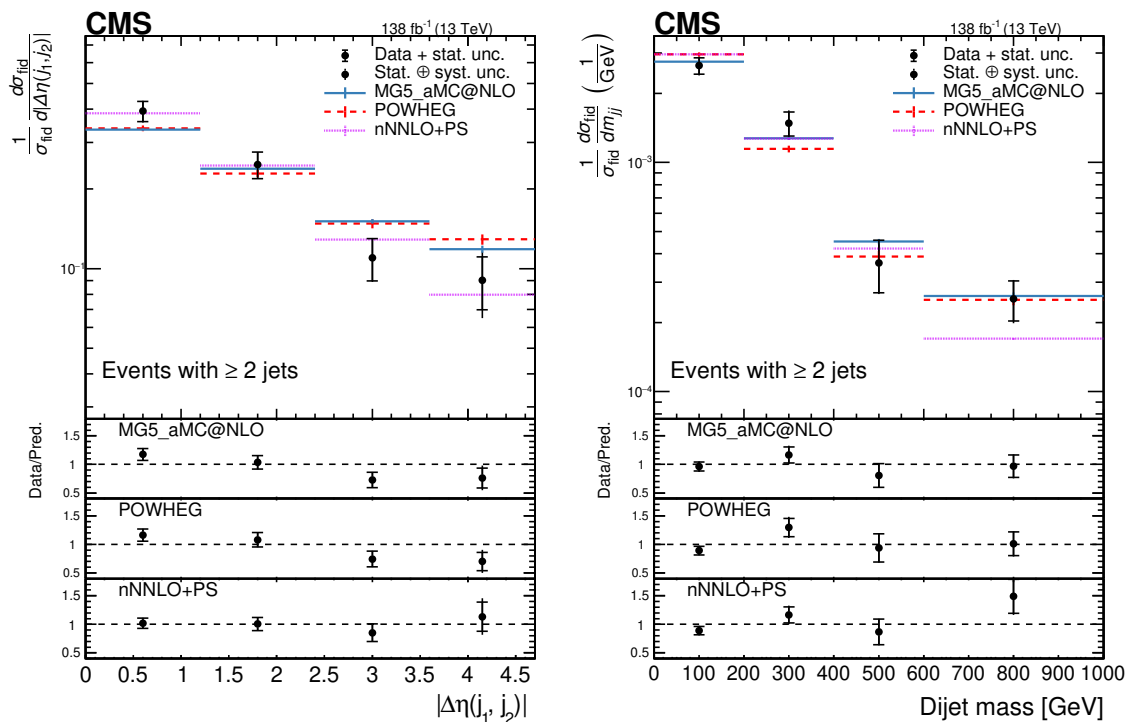 CMS
138 fb⁻¹ (13 TeV)
1/σ_fid dσ_fid/d|Δη(j₁,j₂)|
Data + stat. unc.
Stat. ⊕ syst. unc.
MG5_aMC@NLO
POWHEG
nNNLO+PS
10⁻¹
Events with ≥ 2 jets
Data/Pred.
MG5_aMC@NLO
1.5
1
0.5
POWHEG
1.5
1
0.5
nNNLO+PS
1.5
1
0.5
0 0.5 1 1.5 2 2.5 3 3.5 4 4.5
|Δη(j₁, j₂)|
CMS
138 fb⁻¹ (13 TeV)
1/σ_fid dσ_fid/dm_jj (1/GeV)
Data + stat. unc.
Stat. ⊕ syst. unc.
MG5_aMC@NLO
POWHEG
nNNLO+PS
10⁻³
10⁻⁴
Events with ≥ 2 jets
Data/Pred.
MG5_aMC@NLO
1.5
1
0.5
POWHEG
1.5
1
0.5
nNNLO+PS
1.5
1
0.5
0 100 200 300 400 500 600 700 800 900 1000
Dijet mass [GeV]